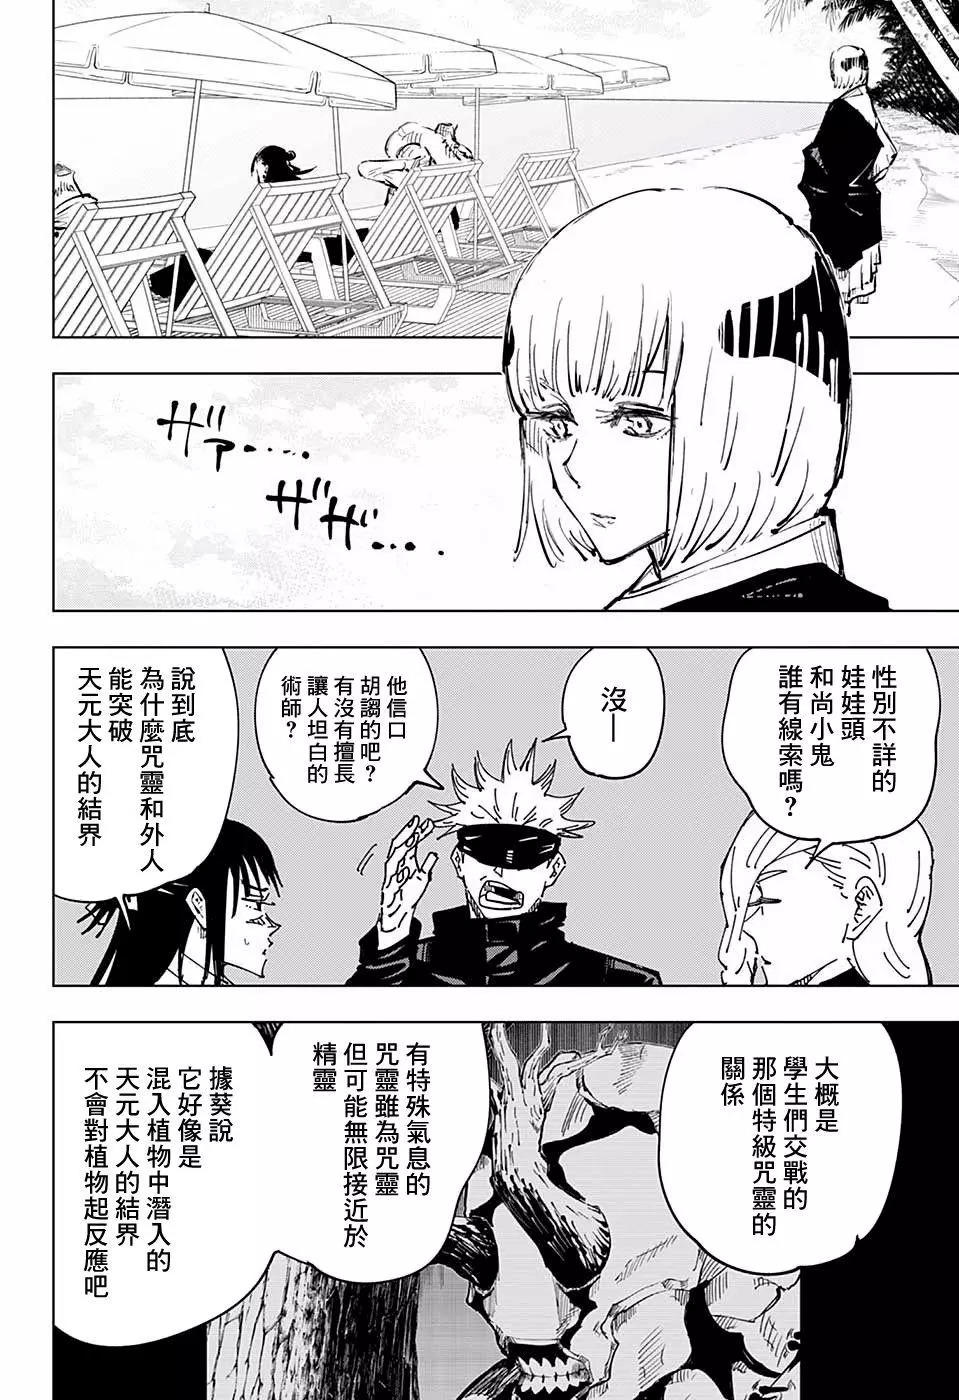 ザァ・・・・・
ザザ・・・・・
性別不詳的
娃娃頭
和尚小鬼
誰有線索嗎?
沒—
他信口
胡謅的吧?
有沒有擅長
讓人坦白的
術師?
說到底
為什麼咒靈和外人
能突破
天元大人的結界
大概是
學生們交戰的
那個特級咒靈的
關係
有特殊氣息的
咒靈雖為咒靈
但可能無限接近於
精靈
據葵說
它好像是
混入植物中潛入的
天元大人的結界
不會對植物起反應吧